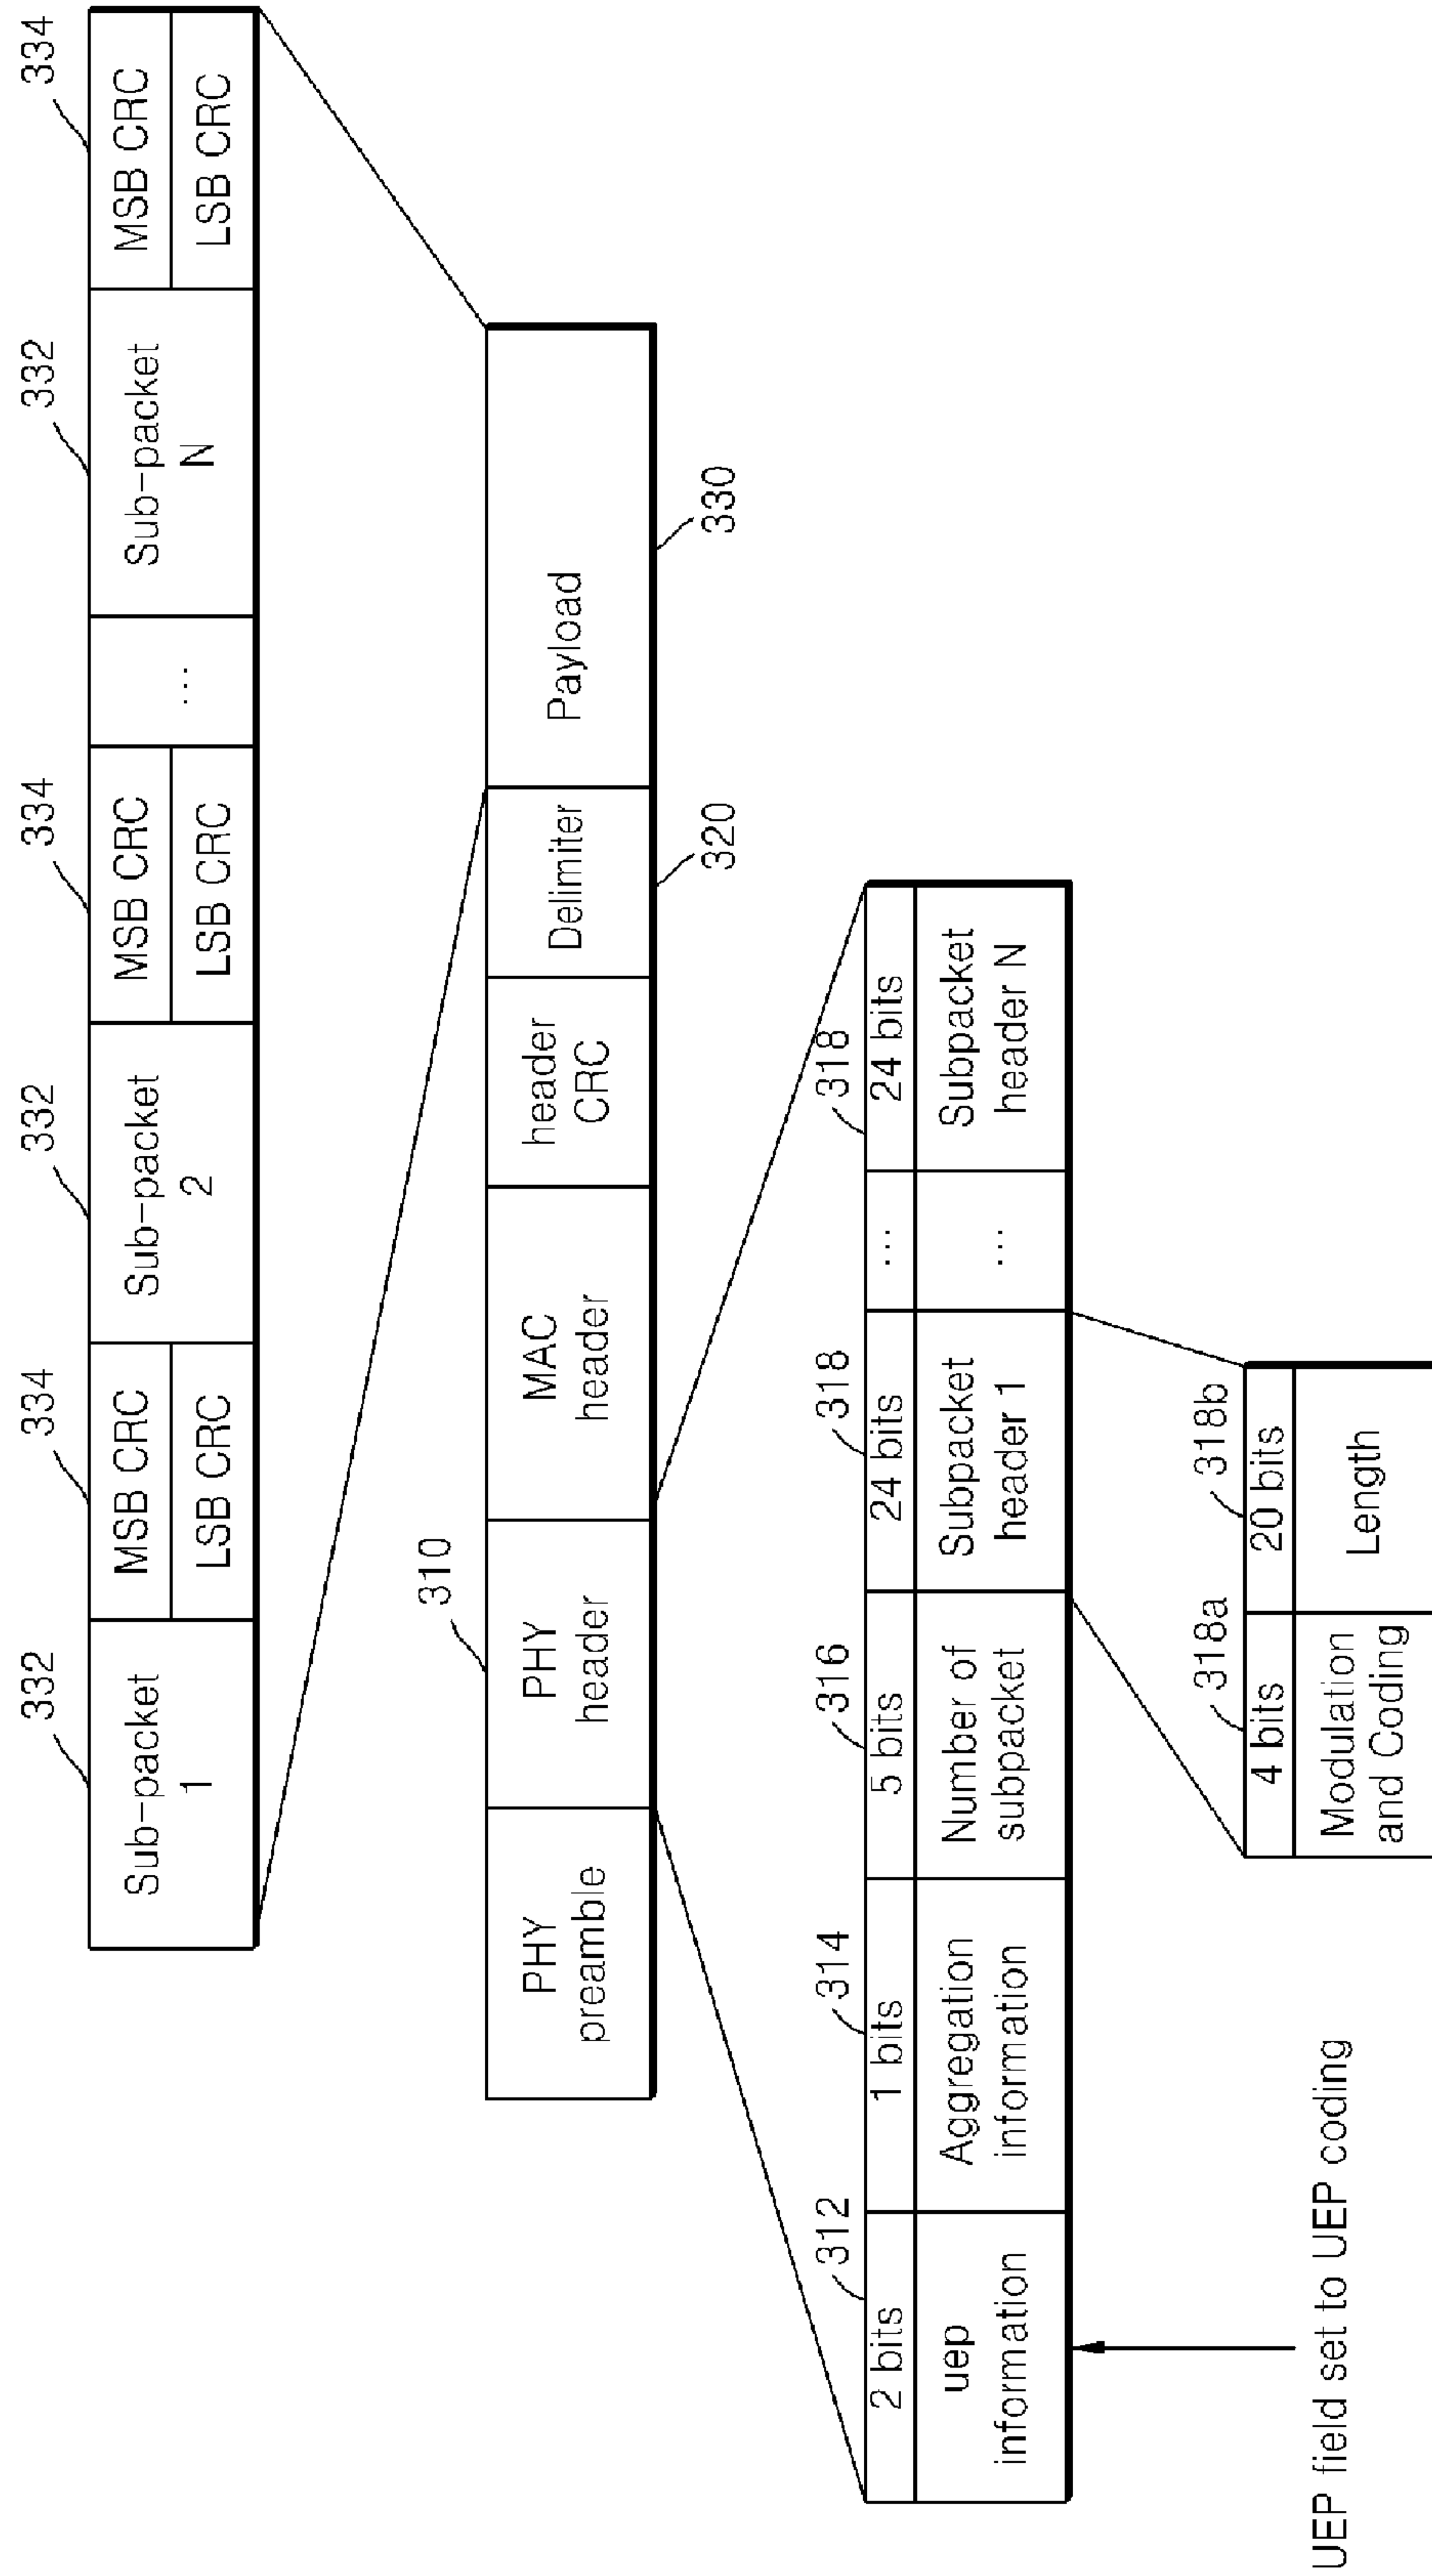 332
334
332
334
332
334
Sub-packet
1
MSB CRC
LSB CRC
Sub-packet
2
MSB CRC
LSB CRC
...
Sub-packet
N
MSB CRC
LSB CRC
310
PHY
preamble
PHY
header
MAC
header
header
CRC
Delimiter
Payload
320
330
312
314
316
318
318
2 bits
1 bits
5 bits
24 bits
...
24 bits
uep
information
Aggregation
information
Number of
subpacket
Subpacket
header 1
...
Subpacket
header N
318a
318b
4 bits
20 bits
Modulation
and Coding
Length
UEP field set to UEP coding